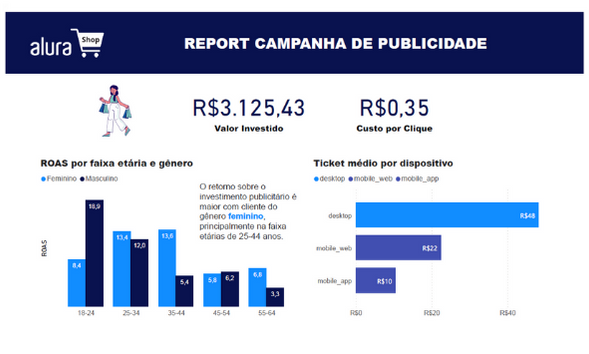 alura Shop
REPORT CAMPANHA DE PUBLICIDADE
R$3.125,43
Valor Investido
R$0,35
Custo por Clique
ROAS por faixa etária e gênero
Feminino Masculino
O retorno sobre o
investimento publicitário é
maior com cliente do
gênero feminino,
principalmente na faixa
etárias de 25-44 anos.
ROAS
8,4
18,9
13,4
12,0
13,6
5,4
5,8
6,2
6,8
3,3
18-24
25-34
35-44
45-54
55-64
Ticket médio por dispositivo
desktop mobile_web mobile_app
desktop
R$48
mobile_web
R$22
mobile_app
R$10
R$0
R$20
R$40